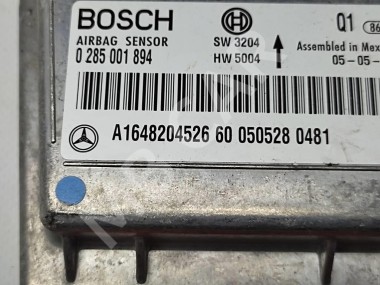 BOSCH
Q1 86
AIRBAG SENSOR
SW 3204
Assembled in Mex
0 285 001 894
HW 5004
05-05-
A1648204526 60 050528 0481